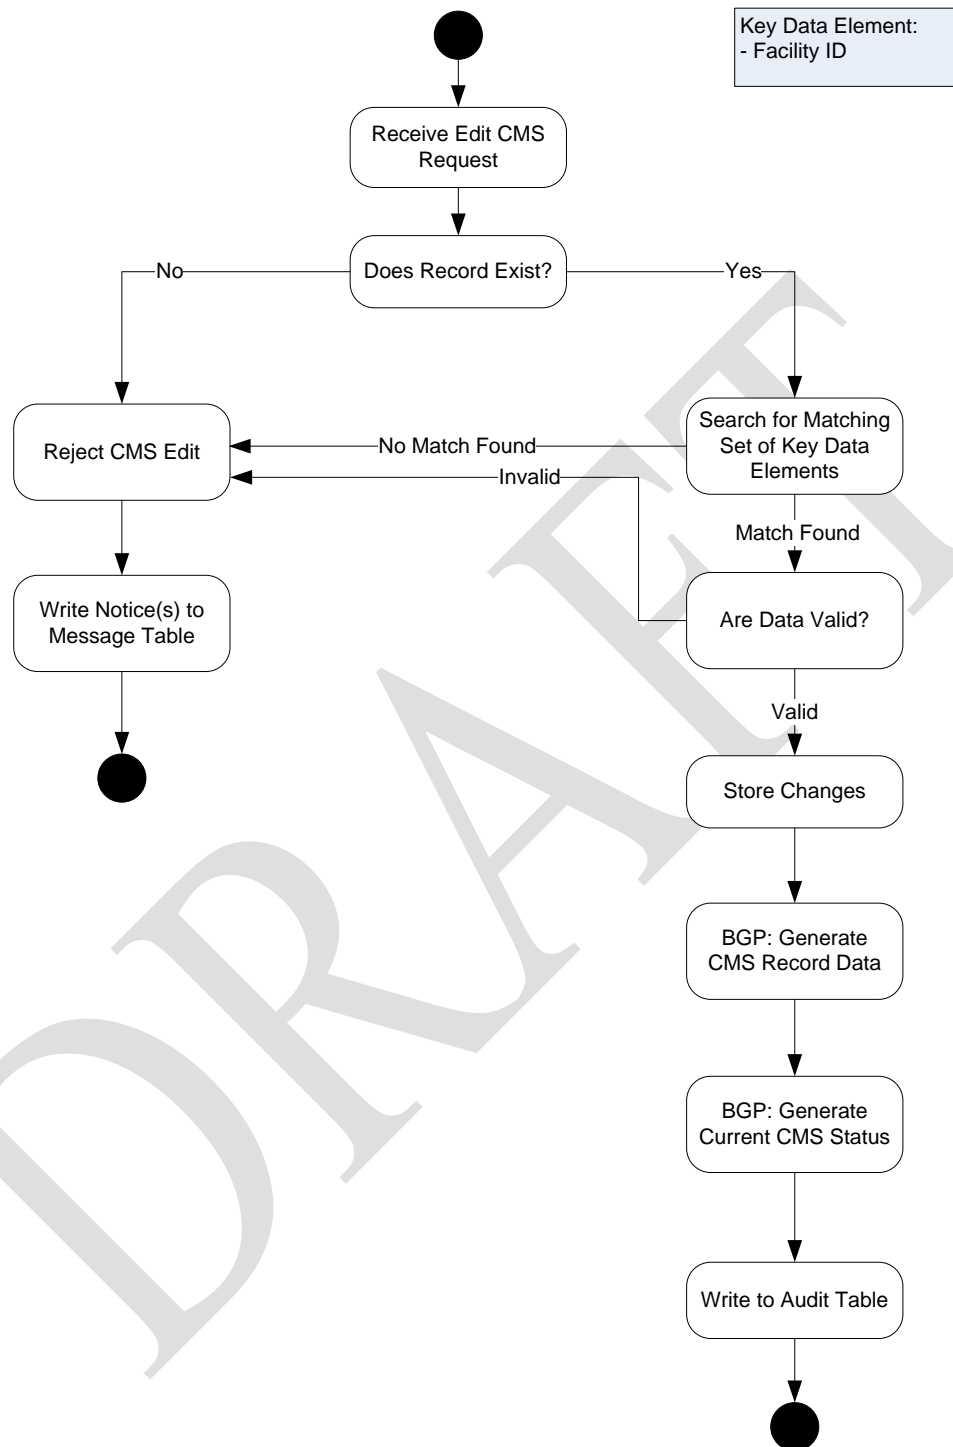 Key Data Element:
- Facility ID
Receive Edit CMS
Request
Does Record Exist?
No
Yes
Reject CMS Edit
No Match Found
Search for Matching
Set of Key Data
Elements
Invalid
Match Found
Write Notice(s) to
Message Table
Are Data Valid?
Valid
Store Changes
BGP: Generate
CMS Record Data
BGP: Generate
Current CMS Status
Write to Audit Table
DRAFT